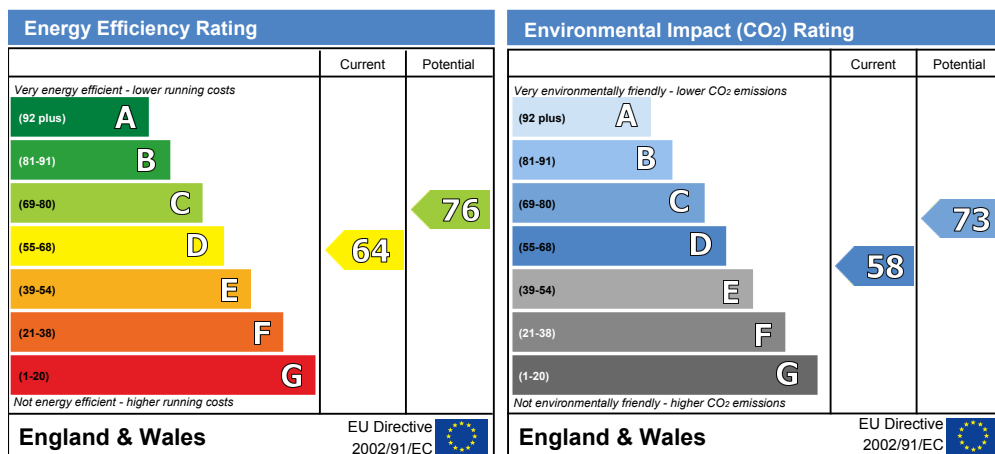 Energy Efficiency Rating
Current Potential
Very energy efficient - lower running costs
(92 plus) A
(81-91) B
(69-80) C
76
(55-68) D
64
(39-54) E
(21-38) F
(1-20) G
Not energy efficient - higher running costs
England & Wales
EU Directive
2002/91/EC
Environmental Impact (CO₂) Rating
Current Potential
Very environmentally friendly - lower CO₂ emissions
(92 plus) A
(81-91) B
(69-80) C
73
(55-68) D
58
(39-54) E
(21-38) F
(1-20) G
Not environmentally friendly - higher CO₂ emissions
England & Wales
EU Directive
2002/91/EC